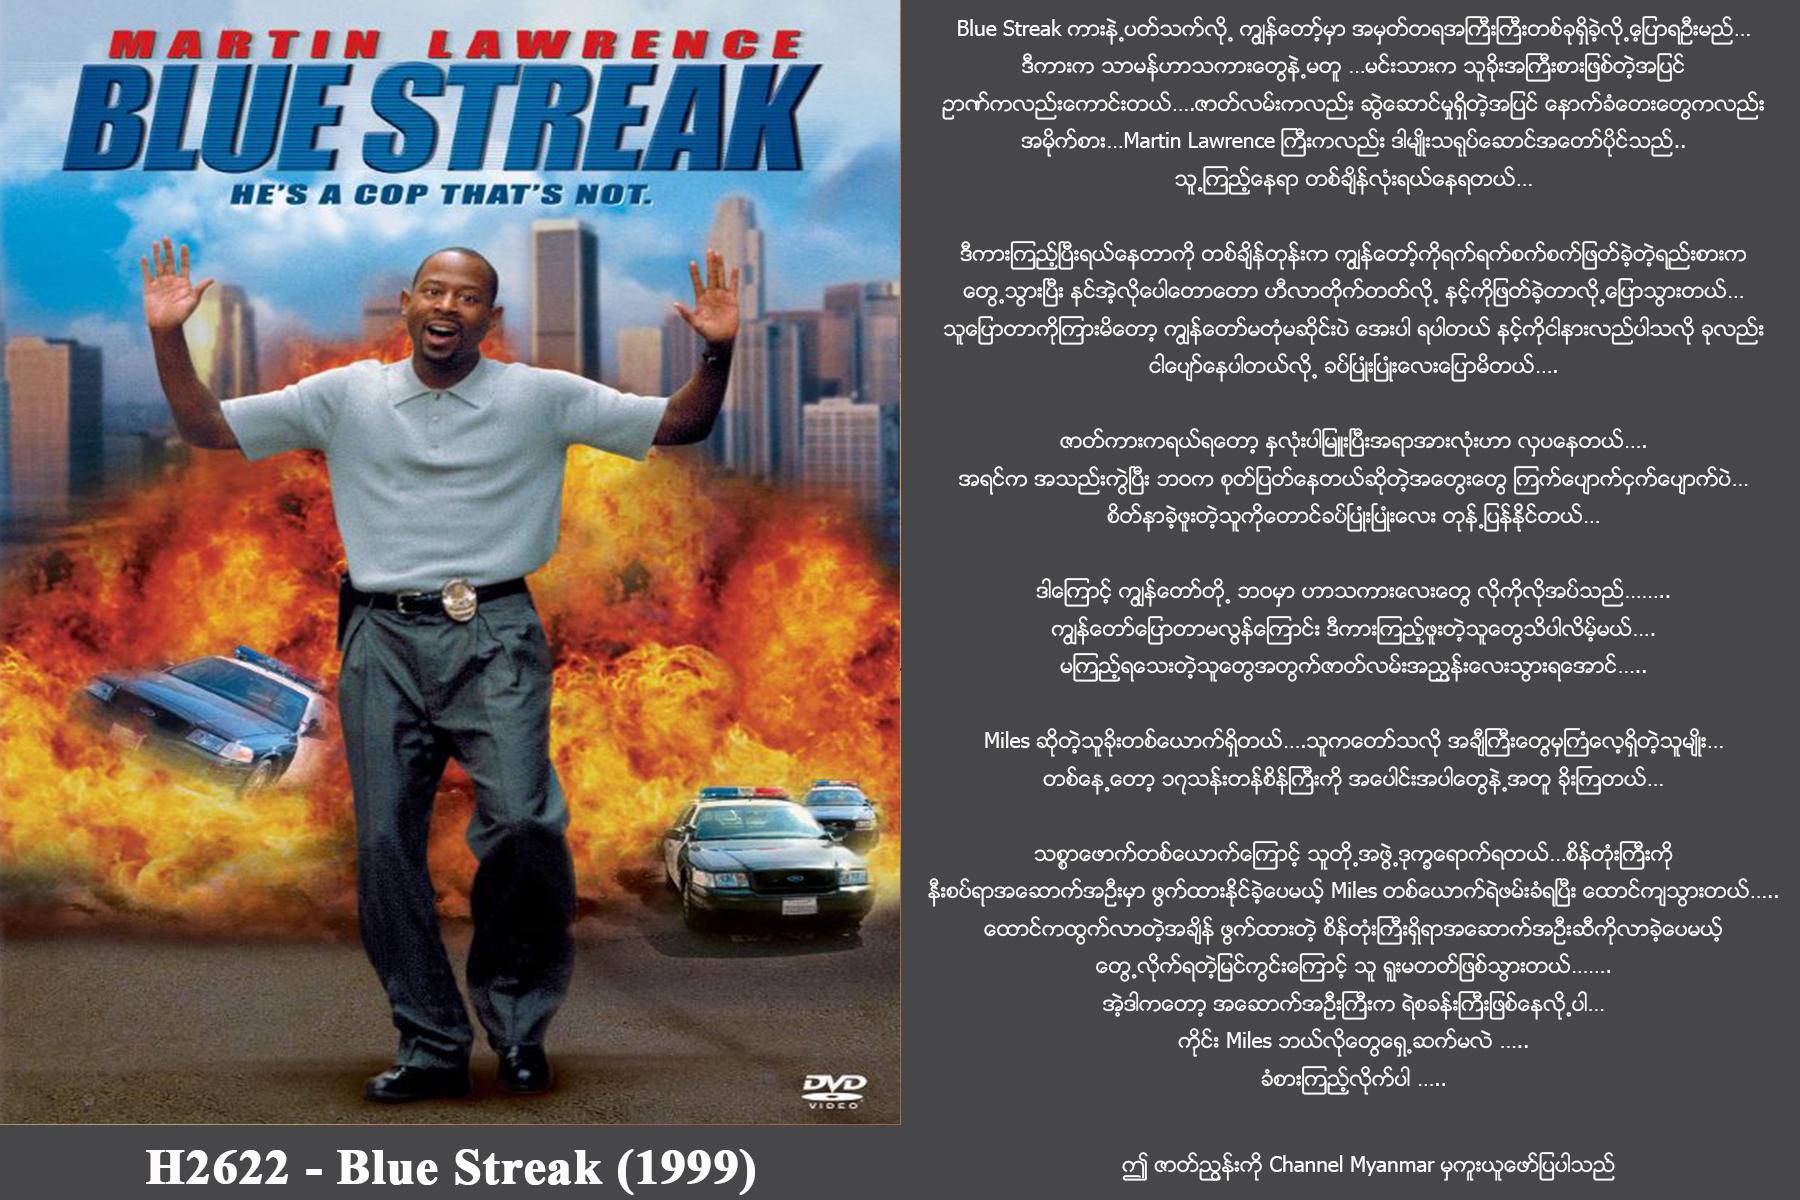 MARTIN LAWRENCE
BLUE STREAK
HE'S A COP THAT'S NOT.
DVD
VIDEO
H2622 - Blue Streak (1999)
Blue Streak ကားနဲ့ပတ်သက်လို့ ကျွန်တော့်မှာ အမှတ်တရအကြီးကြီးတစ်ခုရှိခဲ့လို့ပြောရဦးမည်...
ဒီကားက သာမန်ဟာသကားတွေနဲ့မတူ ...မင်းသားက သူခိုးအကြီးစားဖြစ်တဲ့အပြင်
ဉာဏ်ကလည်းကောင်းတယ်....ဇာတ်လမ်းကလည်း ဆွဲဆောင်မှုရှိတဲ့အပြင် နောက်ခံတေးတွေကလည်း
အမိုက်စား...Martin Lawrence ကြီးကလည်း ဒါမျိုးသရုပ်ဆောင်အတော်ပိုင်သည်..
သူ့ကြည့်နေရာ တစ်ချိန်လုံးရယ်နေရတယ်...
ဒီကားကြည့်ပြီးရယ်နေတာကို တစ်ချိန်တုန်းက ကျွန်တော့်ကိုရက်ရက်စက်စက်ဖြတ်ခဲ့တဲ့ရည်းစားက
တွေ့သွားပြီး နင်အဲ့လိုပေါတောတော ဟီလာတိုက်တတ်လို့ နင့်ကိုဖြတ်ခဲ့တာလို့ပြောသွားတယ်...
သူပြောတာကိုကြားမိတော့ ကျွန်တော်မတုံမဆိုင်းပဲ အေးပါ ရပါတယ် နင့်ကိုငါနားလည်ပါသလို ခုလည်း
ငါပျော်နေပါတယ်လို့ ခပ်ပြုံးပြုံးလေးပြောမိတယ်....
ဇာတ်ကားကရယ်ရတော့ နှလုံးပါမြူးပြီးအရာအားလုံးဟာ လှပနေတယ်....
အရင်က အသည်းကွဲပြီး ဘဝက စုတ်ပြတ်နေတယ်ဆိုတဲ့အတွေးတွေ ကြက်ပျောက်ငှက်ပျောက်ပဲ...
စိတ်နာခဲ့ဖူးတဲ့သူကိုတောင်ခပ်ပြုံးပြုံးလေး တုန့်ပြန်နိုင်တယ်...
ဒါကြောင့် ကျွန်တော်တို့ ဘဝမှာ ဟာသကားလေးတွေ လိုကိုလိုအပ်သည်........
ကျွန်တော်ပြောတာမလွန်ကြောင်း ဒီကားကြည့်ဖူးတဲ့သူတွေသိပါလိမ့်မယ်....
မကြည့်ရသေးတဲ့သူတွေအတွက်ဇာတ်လမ်းအညွှန်းလေးသွားရအောင်.....
Miles ဆိုတဲ့သူခိုးတစ်ယောက်ရှိတယ်....သူကတော်သလို အချီကြီးတွေမှကြံလေ့ရှိတဲ့သူမျိုး...
တစ်နေ့တော့ ၁၇သန်းတန်စိန်ကြီးကို အပေါင်းအပါတွေနဲ့အတူ ခိုးကြတယ်...
သစ္စာဖောက်တစ်ယောက်ကြောင့် သူတို့အဖွဲ့ဒုက္ခရောက်ရတယ်...စိန်တုံးကြီးကို
နီးစပ်ရာအဆောက်အဦးမှာ ဖွက်ထားနိုင်ခဲ့ပေမယ့် Miles တစ်ယောက်ရဲဖမ်းခံရပြီး ထောင်ကျသွားတယ်.....
ထောင်ကထွက်လာတဲ့အချိန် ဖွက်ထားတဲ့ စိန်တုံးကြီးရှိရာအဆောက်အဦးဆီကိုလာခဲ့ပေမယ့်
တွေ့လိုက်ရတဲ့မြင်ကွင်းကြောင့် သူ ရူးမတတ်ဖြစ်သွားတယ်.......
အဲ့ဒါကတော့ အဆောက်အဦးကြီးက ရဲစခန်းကြီးဖြစ်နေလို့ပါ...
ကိုင်း Miles ဘယ်လိုတွေရှေ့ဆက်မလဲ .....
ခံစားကြည့်လိုက်ပါ .....
ဤ ဇာတ်ညွှန်းကို Channel Myanmar မှကူးယူဖော်ပြပါသည်